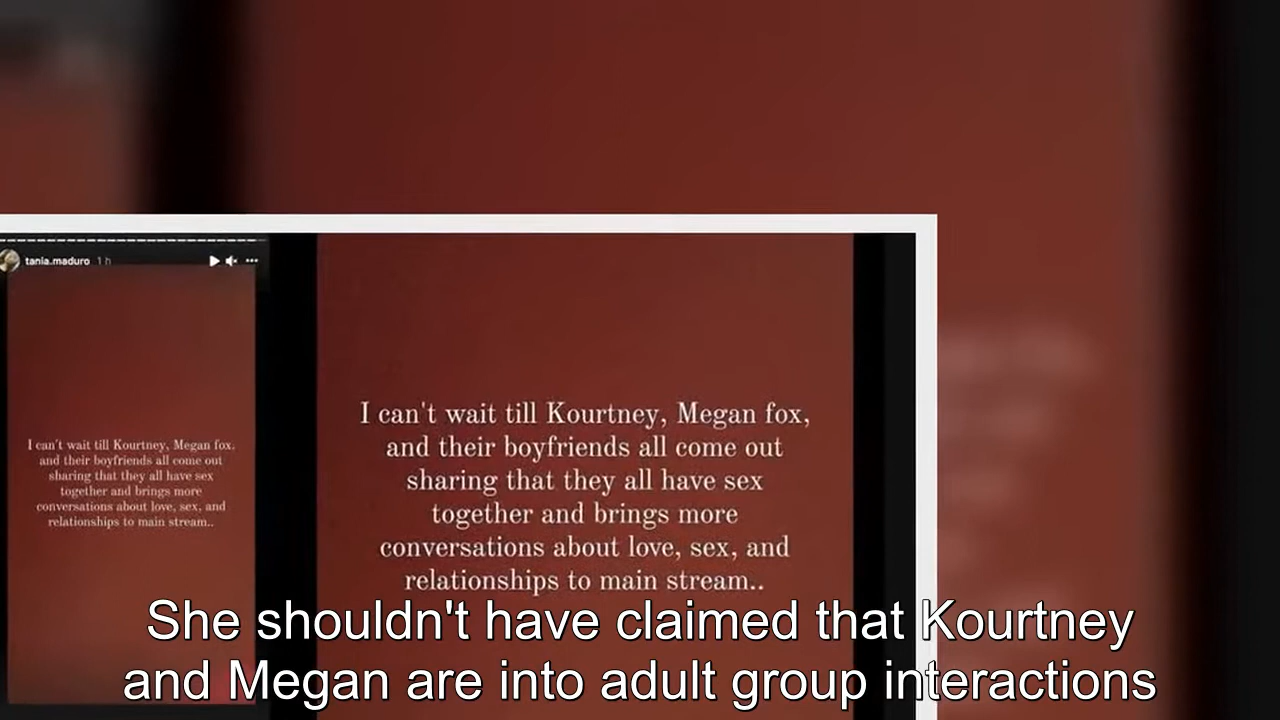 tania.maduro 1 h
I can't wait till Kourtney, Megan fox,
and their boyfriends all come out
sharing that they all have sex
together and brings more
conversations about love, sex, and
relationships to main stream..
I can't wait till Kourtney, Megan fox,
and their boyfriends all come out
sharing that they all have sex
together and brings more
conversations about love, sex, and
relationships to main stream..
She shouldn't have claimed that Kourtney
and Megan are into adult group interactions